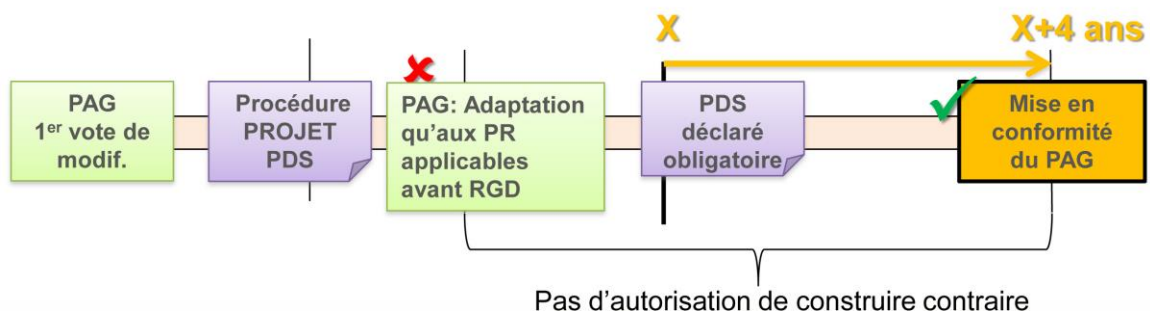 X
X+4 ans
PAG
1er vote de
modif.
Procédure
PROJET
PDS
PAG: Adaptation
qu'aux PR
applicables
avant RGD
PDS
déclaré
obligatoire
Mise en
conformité
du PAG
Pas d'autorisation de construire contraire